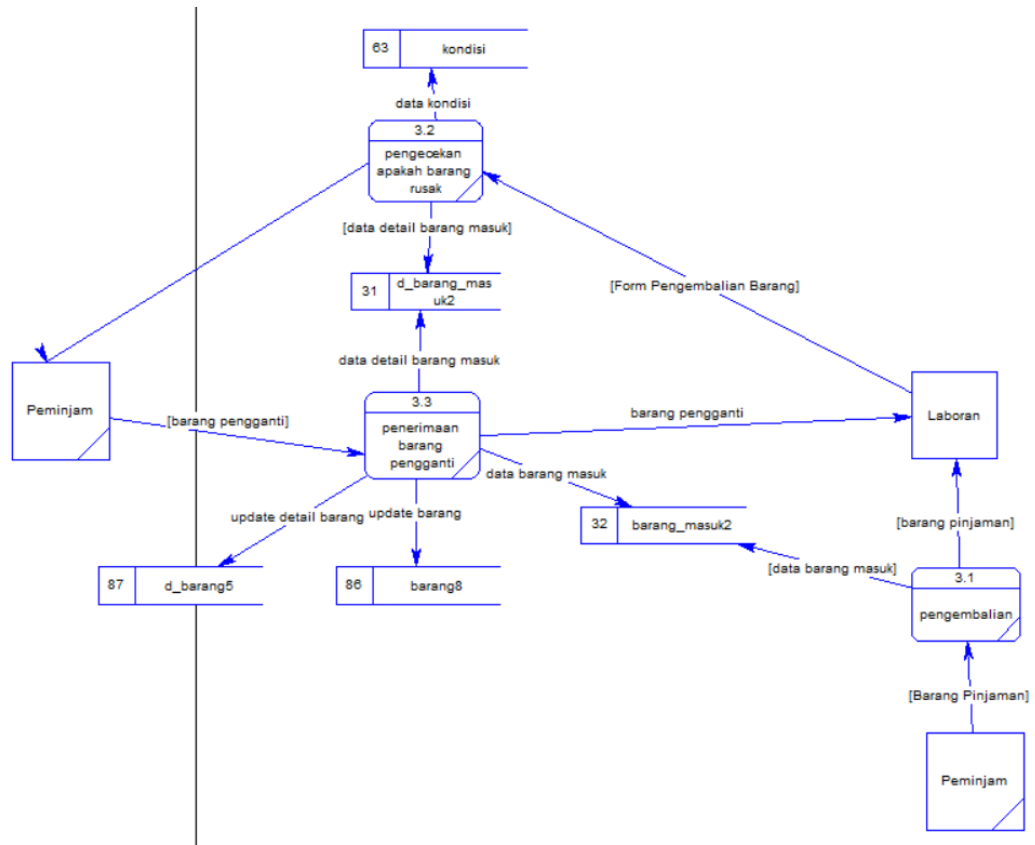 63
kondisi
data kondisi
3.2
pengecekan
apakah barang
rusak
[data detail barang masuk]
31
d_barang_mas
uk2
[Form Pengembalian Barang]
data detail barang masuk
Peminjam
[barang pengganti]
3.3
penerimaan
barang
pengganti
barang pengganti
Laboran
data barang masuk
update detail barang
update barang
32
barang_masuk2
[barang pinjaman]
[data barang masuk]
87
d_barang5
86
barang8
3.1
pengembalian
[Barang Pinjaman]
Peminjam